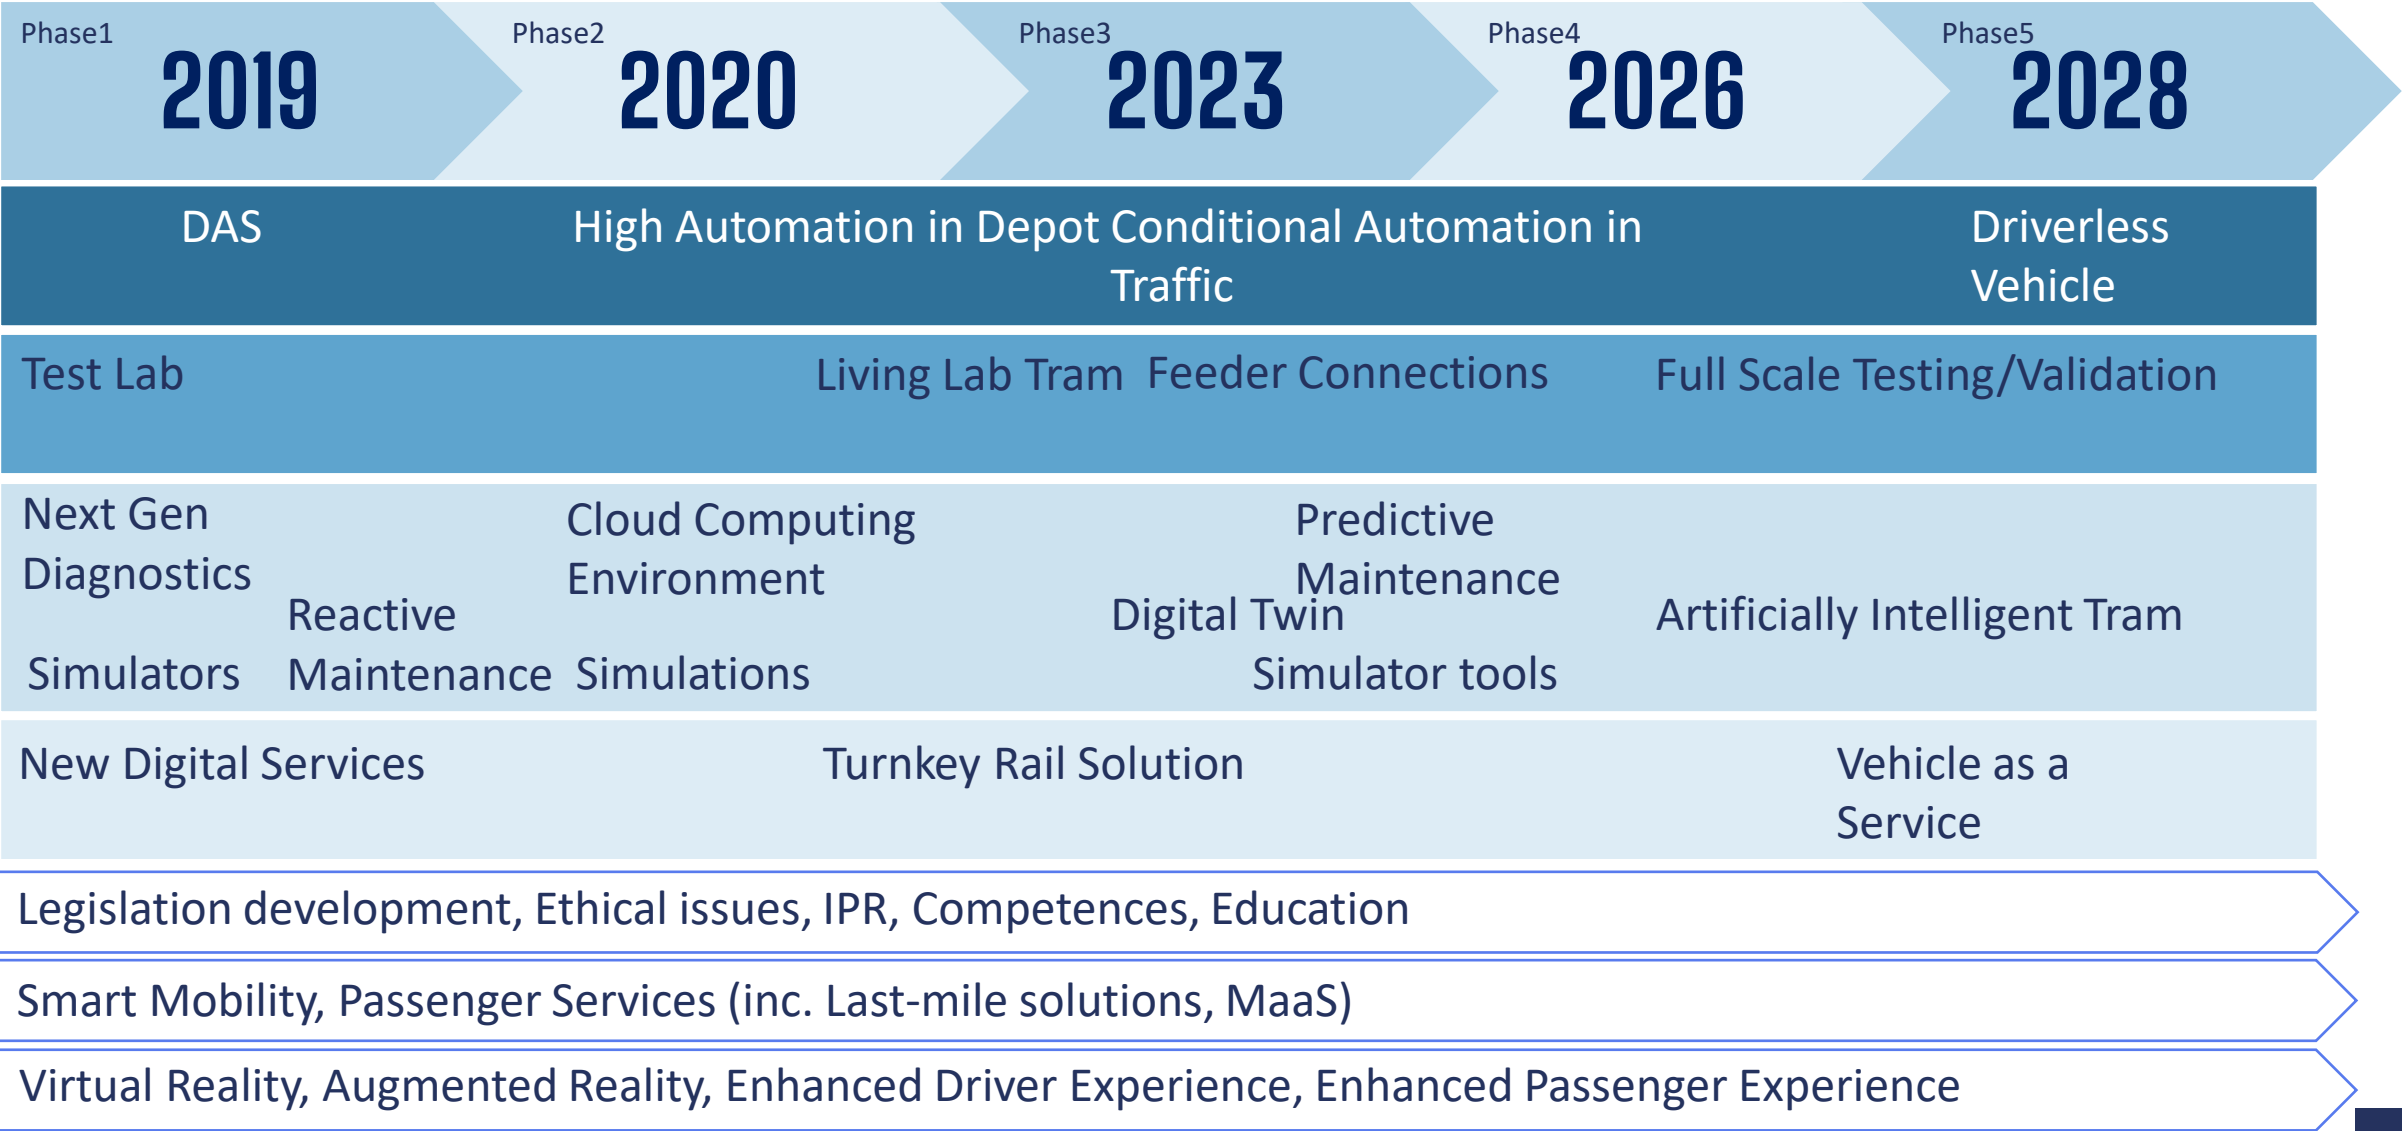 Phase1
2019
Phase2
2020
Phase3
2023
Phase4
2026
Phase5
2028
DAS
High Automation in Depot
Conditional Automation in
Traffic
Driverless
Vehicle
Test Lab
Living Lab Tram
Feeder Connections
Full Scale Testing/Validation
Next Gen
Diagnostics
Simulators
Reactive
Maintenance
Cloud Computing
Environment
Simulations
Predictive
Maintenance
Digital Twin
Simulator tools
Artificially Intelligent Tram
New Digital Services
Turnkey Rail Solution
Vehicle as a
Service
Legislation development, Ethical issues, IPR, Competences, Education
Smart Mobility, Passenger Services (inc. Last-mile solutions, MaaS)
Virtual Reality, Augmented Reality, Enhanced Driver Experience, Enhanced Passenger Experience